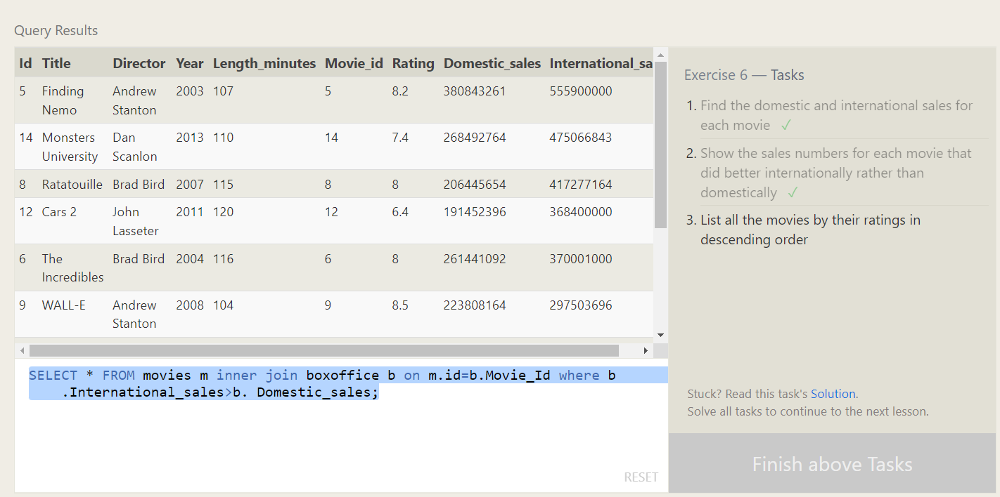 Query Results
Id Title Director Year Length_minutes Movie_id Rating Domestic_sales International_sa
5 Finding Nemo Andrew Stanton 2003 107 5 8.2 380843261 555900000
14 Monsters University Dan Scanlon 2013 110 14 7.4 268492764 475066843
8 Ratatouille Brad Bird 2007 115 8 8 206445654 417277164
12 Cars 2 John Lasseter 2011 120 12 6.4 191452396 368400000
6 The Incredibles Brad Bird 2004 116 6 8 261441092 370001000
9 WALL-E Andrew Stanton 2008 104 9 8.5 223808164 297503696
SELECT * FROM movies m inner join boxoffice b on m.id=b.Movie_Id where b
.International_sales>b. Domestic_sales;
RESET
Exercise 6 — Tasks
1. Find the domestic and international sales for
each movie ✓
2. Show the sales numbers for each movie that
did better internationally rather than
domestically ✓
3. List all the movies by their ratings in
descending order
Stuck? Read this task's Solution.
Solve all tasks to continue to the next lesson.
Finish above Tasks